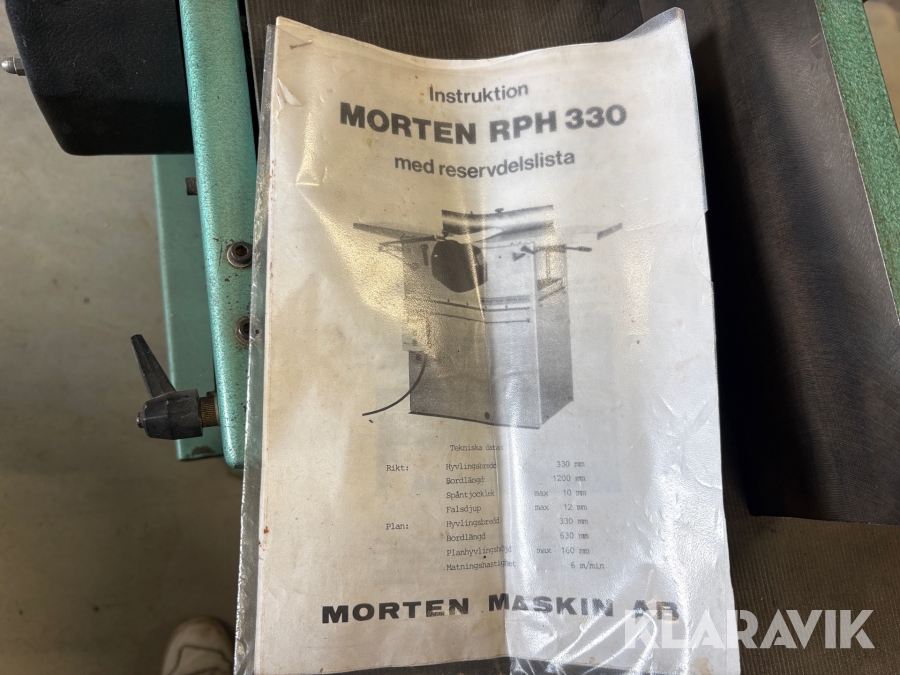 Instruktion
MORTEN RPH 330
med reservdelslista
Tekniska data:
Rikt: Hyvlingsbredd 330 mm
Bordlängd 1200 mm
Spåntjocklek max 10 mm
Falsdjup max 12 mm
Plan: Hyvlingsbredd 330 mm
Bordlängd 630 mm
Planhyvlingshöjd max 160 mm
Matningshastighet 6 m/min
MORTEN MASKIN AB
KLARAVIK